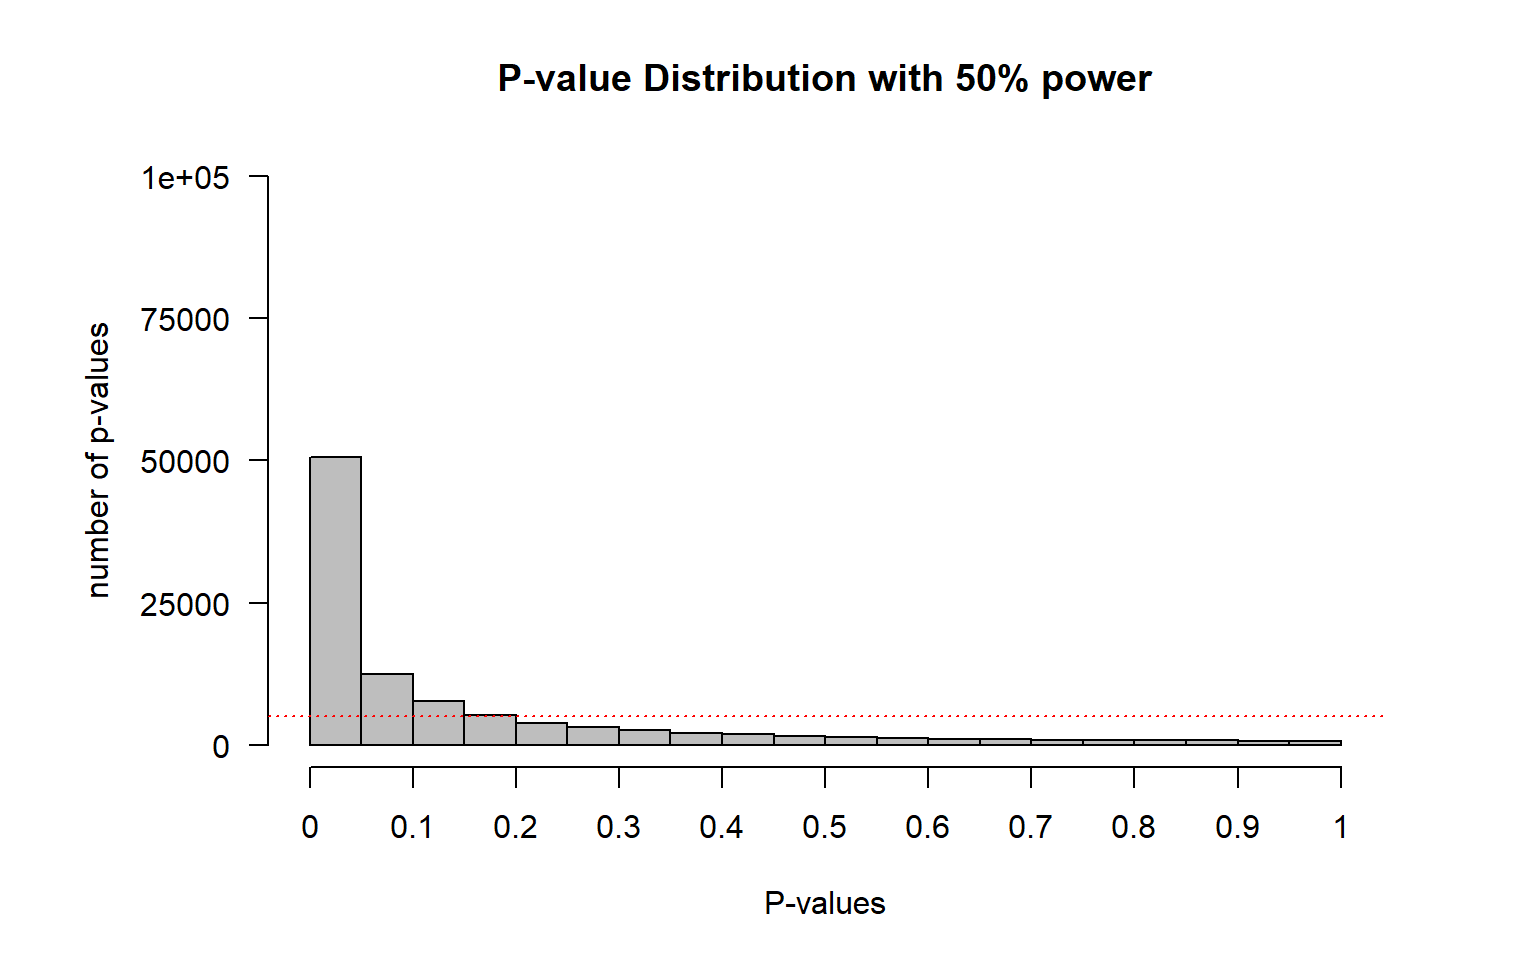 P-value Distribution with 50% power
1e+05
75000
50000
25000
0
number of p-values
0 0.1 0.2 0.3 0.4 0.5 0.6 0.7 0.8 0.9 1
P-values